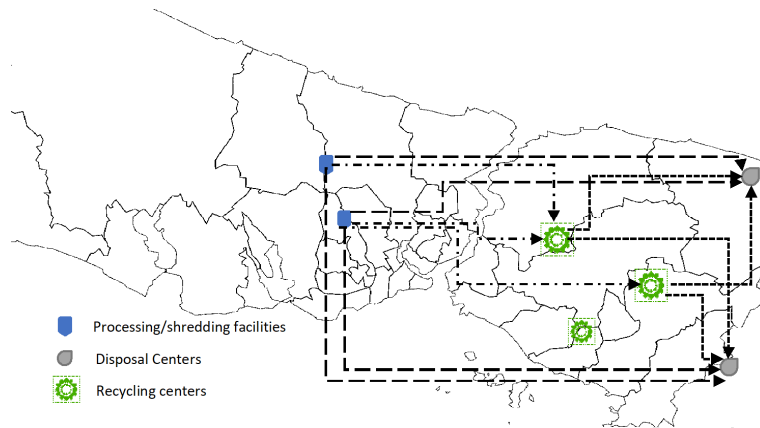 Processing/shredding facilities
Disposal Centers
Recycling centers